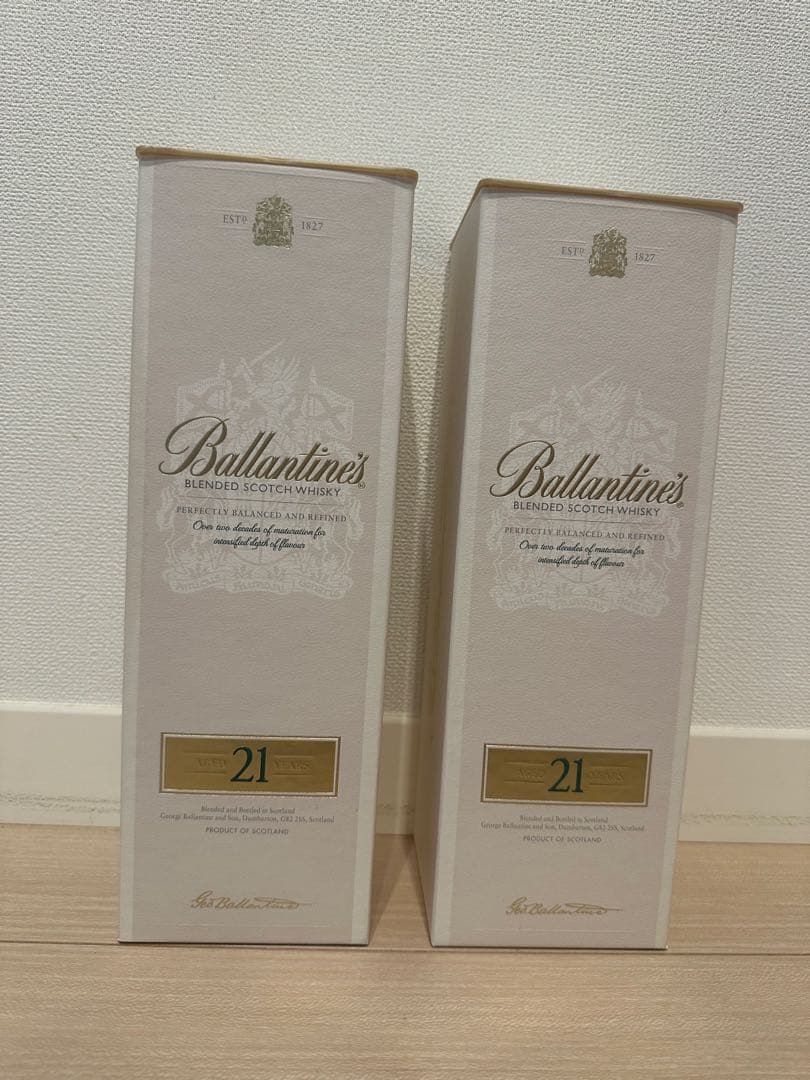 ESTD 1827
Ballantine's®
BLENDED SCOTCH WHISKY
PERFECTLY BALANCED AND REFINED
Over two decades of maturation for
intensified depth of flavour
AGED 21 YEARS
Blended and Bottled in Scotland
George Ballantine and Son, Dumbarton, G82 2SS, Scotland
PRODUCT OF SCOTLAND
Geo Ballantine
ESTD 1827
Ballantine's®
BLENDED SCOTCH WHISKY
PERFECTLY BALANCED AND REFINED
Over two decades of maturation for
intensified depth of flavour
AGED 21 YEARS
Blended and Bottled in Scotland
George Ballantine and Son, Dumbarton, G82 2SS, Scotland
PRODUCT OF SCOTLAND
Geo Ballantine